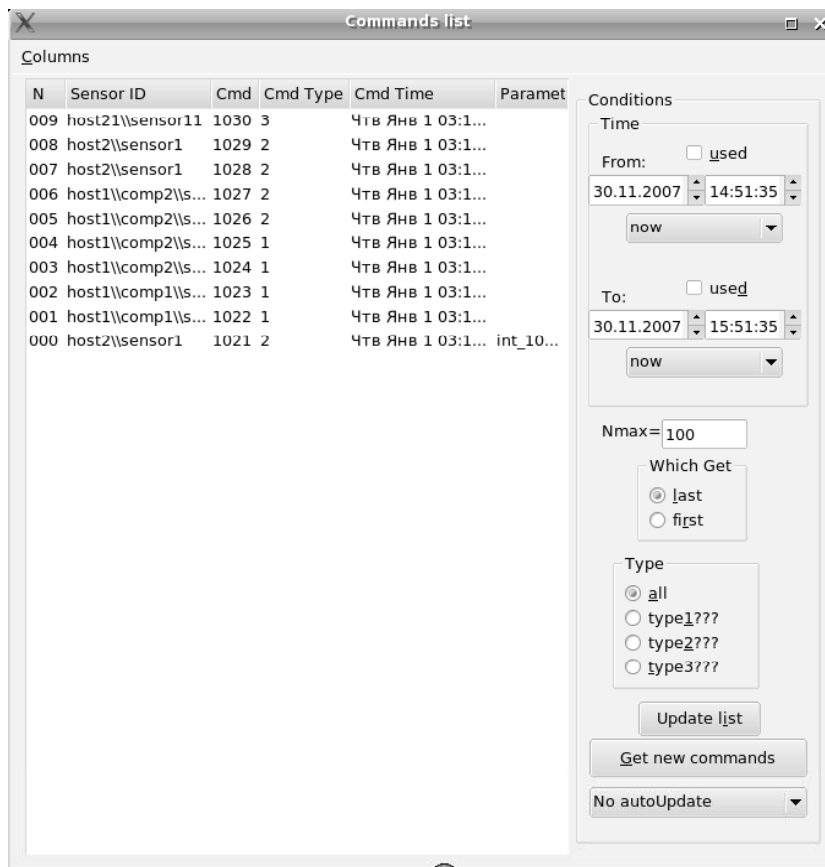 Commands list
Columns
N Sensor ID Cmd Cmd Type Cmd Time Paramet
009 host21\\sensor11 1030 3 Чтв Янв 1 03:1...
008 host2\\sensor1 1029 2 Чтв Янв 1 03:1...
007 host2\\sensor1 1028 2 Чтв Янв 1 03:1...
006 host1\\comp2\\s... 1027 2 Чтв Янв 1 03:1...
005 host1\\comp2\\s... 1026 2 Чтв Янв 1 03:1...
004 host1\\comp2\\s... 1025 1 Чтв Янв 1 03:1...
003 host1\\comp2\\s... 1024 1 Чтв Янв 1 03:1...
002 host1\\comp1\\s... 1023 1 Чтв Янв 1 03:1...
001 host1\\comp1\\s... 1022 1 Чтв Янв 1 03:1...
000 host2\\sensor1 1021 2 Чтв Янв 1 03:1... int_10...
Conditions
Time
From: used
30.11.2007 14:51:35
now
To: used
30.11.2007 15:51:35
now
Nmax= 100
Which Get
last
first
Type
all
type1???
type2???
type3???
Update list
Get new commands
No autoUpdate